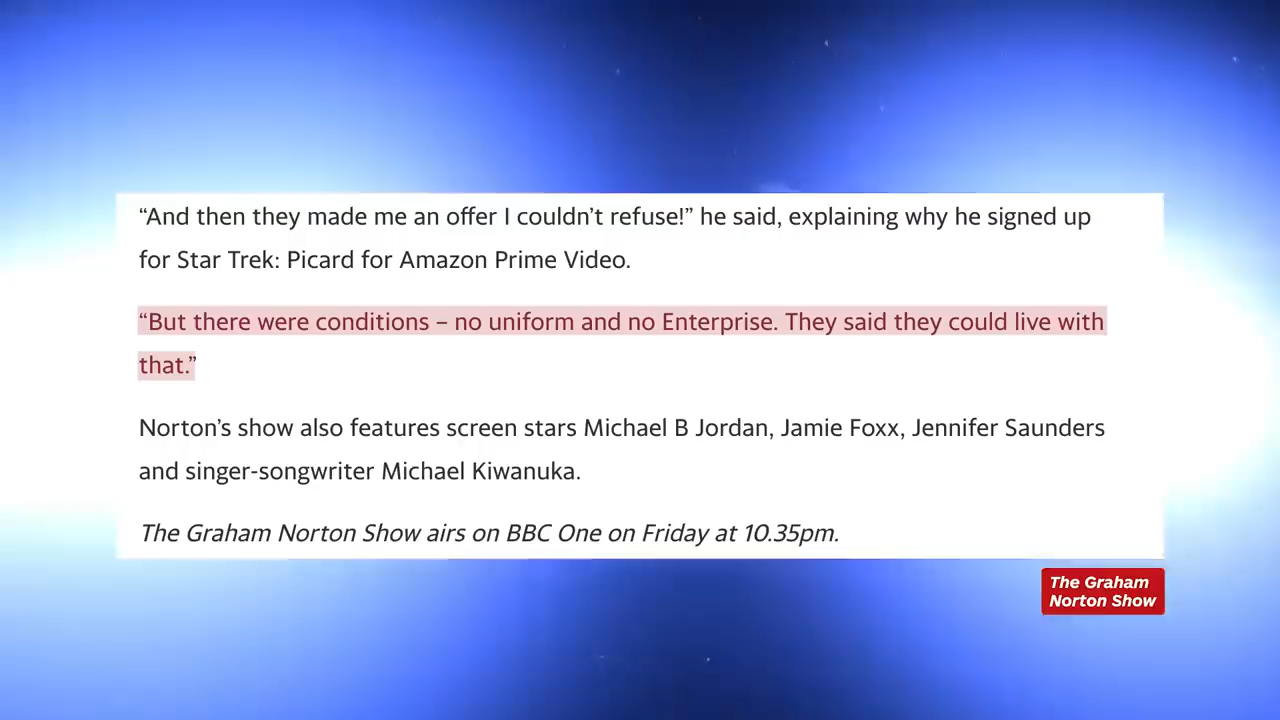 “And then they made me an offer I couldn’t refuse!” he said, explaining why he signed up
for Star Trek: Picard for Amazon Prime Video.
“But there were conditions – no uniform and no Enterprise. They said they could live with
that.”
Norton’s show also features screen stars Michael B Jordan, Jamie Foxx, Jennifer Saunders
and singer-songwriter Michael Kiwanuka.
The Graham Norton Show airs on BBC One on Friday at 10.35pm.
The Graham
Norton Show